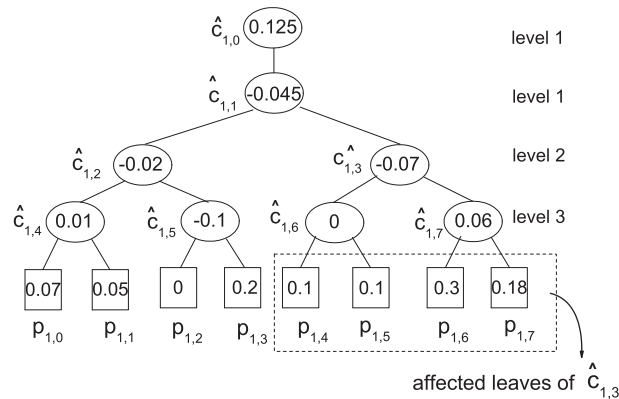 ĉ1,0 0.125 level 1
ĉ1,1 -0.045 level 1
ĉ1,2 -0.02 ĉ1,3 -0.07 level 2
ĉ1,4 0.01 ĉ1,5 -0.1 ĉ1,6 0 ĉ1,7 0.06 level 3
0.07 0.05 0 0.2 0.1 0.1 0.3 0.18
p1,0 p1,1 p1,2 p1,3 p1,4 p1,5 p1,6 p1,7
affected leaves of ĉ1,3